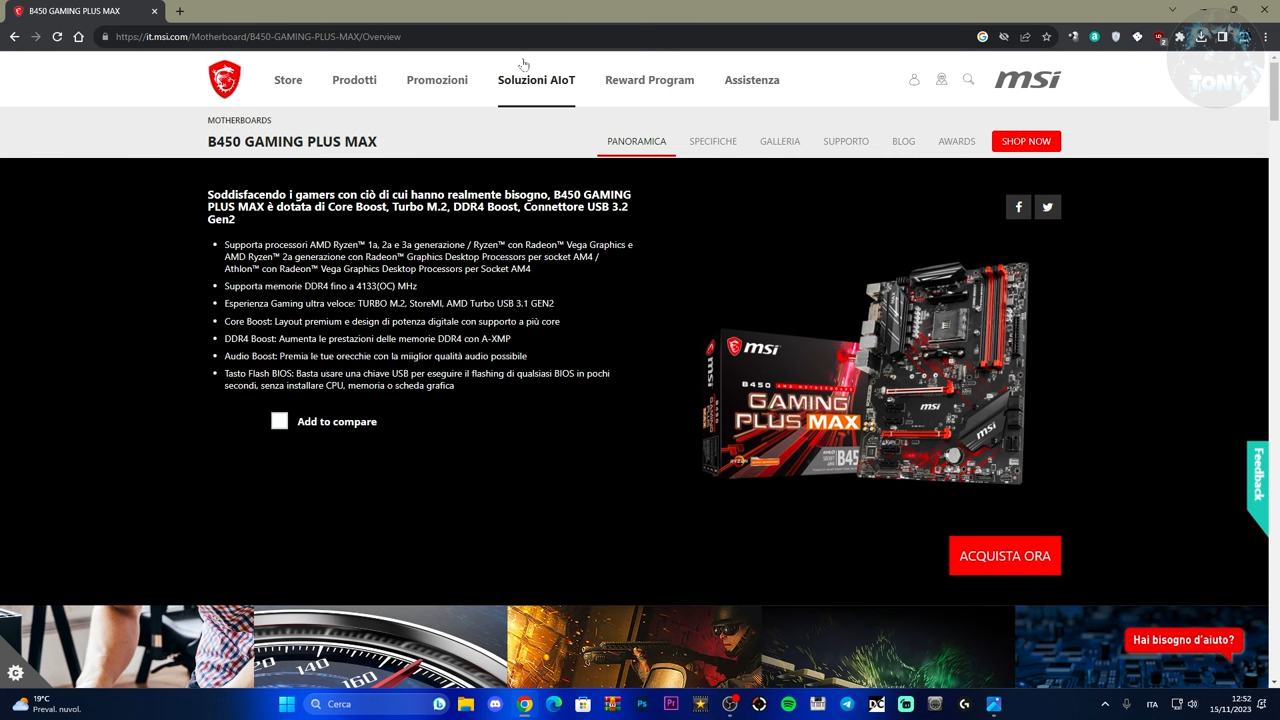 B450 GAMING PLUS MAX
https://it.msi.com/Motherboard/B450-GAMING-PLUS-MAX/Overview
TONY
Store Prodotti Promozioni Soluzioni AIoT Reward Program Assistenza
msi
MOTHERBOARDS
B450 GAMING PLUS MAX
PANORAMICA SPECIFICHE GALLERIA SUPPORTO BLOG AWARDS SHOP NOW
Soddisfacendo i gamers con ciò di cui hanno realmente bisogno, B450 GAMING
PLUS MAX è dotata di Core Boost, Turbo M.2, DDR4 Boost, Connettore USB 3.2
Gen2
Supporta processori AMD Ryzen™ 1a, 2a e 3a generazione / Ryzen™ con Radeon™ Vega Graphics e
AMD Ryzen™ 2a generazione con Radeon™ Graphics Desktop Processors per socket AM4 /
Athlon™ con Radeon™ Vega Graphics Desktop Processors per Socket AM4
Supporta memorie DDR4 fino a 4133(OC) MHz
Esperienza Gaming ultra veloce: TURBO M.2, StoreMI, AMD Turbo USB 3.1 GEN2
Core Boost: Layout premium e design di potenza digitale con supporto a più core
DDR4 Boost: Aumenta le prestazioni delle memorie DDR4 con A-XMP
Audio Boost: Premia le tue orecchie con la miiglior qualità audio possibile
Tasto Flash BIOS: Basta usare una chiave USB per eseguire il flashing di qualsiasi BIOS in pochi
secondi, senza installare CPU, memoria o scheda grafica
Add to compare
msi
msi
B450
GAMING
PLUS MAX
B45
msi
msi
Feedback
ACQUISTA ORA
140
160
Hai bisogno d'aiuto?
19°C
Preval. nuvol.
Cerca
ITA
12:52
15/11/2023